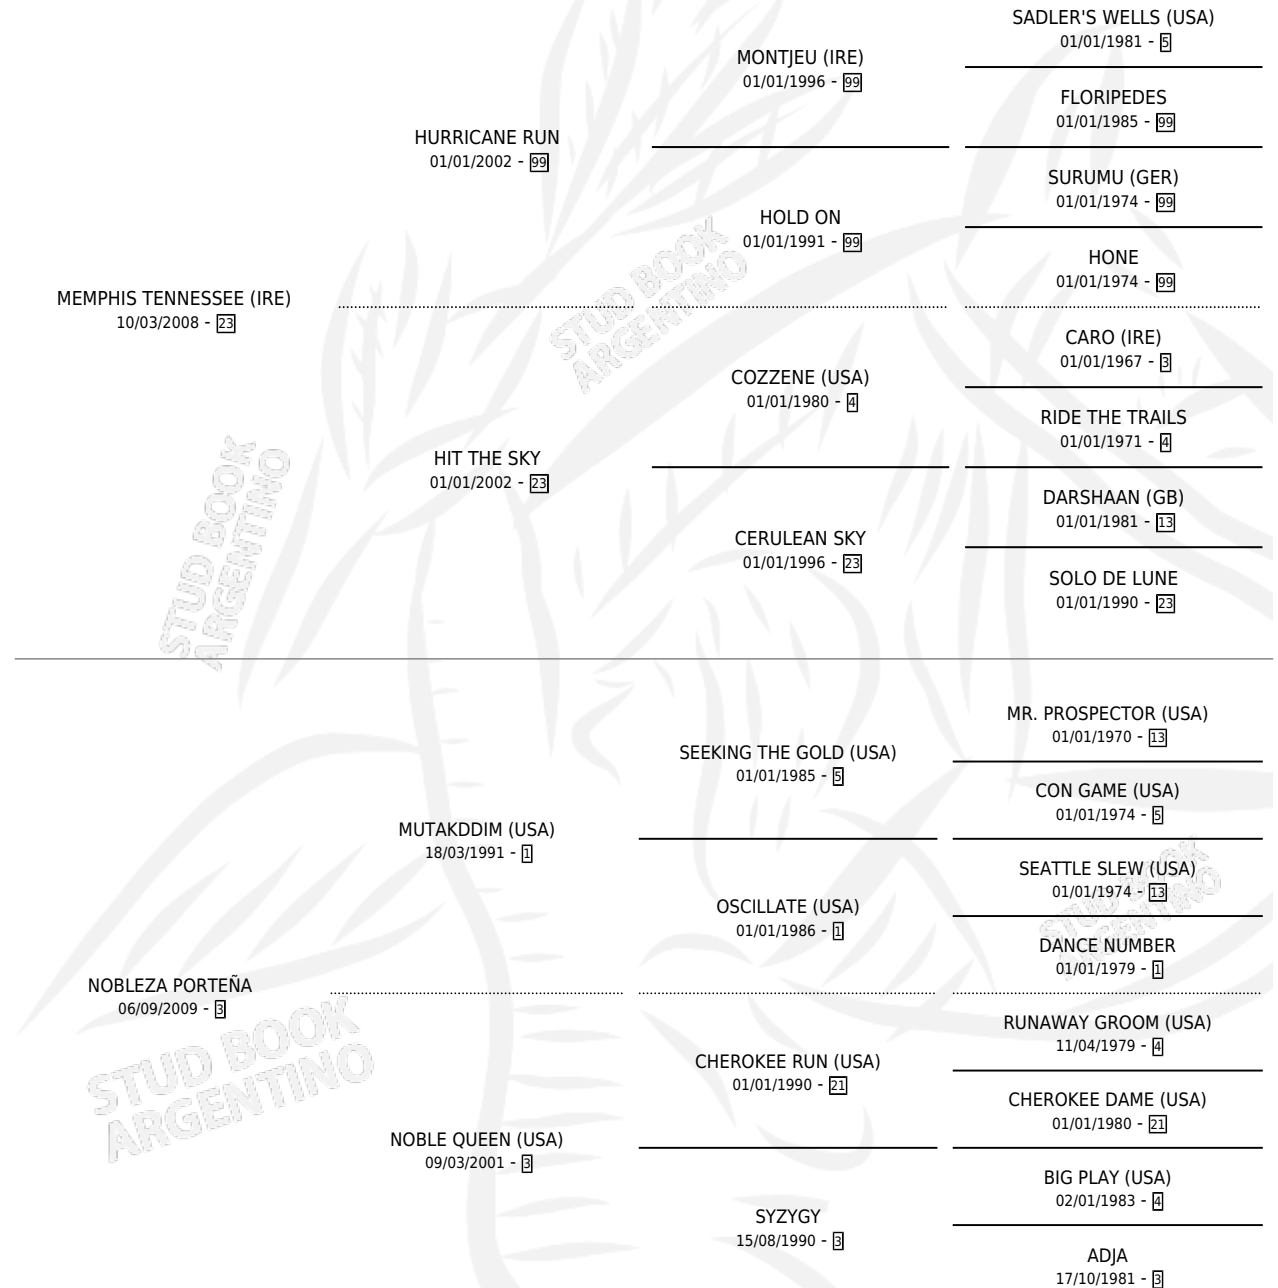 SADLER'S WELLS (USA)
01/01/1981 - 5
MONTJEU (IRE)
01/01/1996 - 99
FLORIPEDES
01/01/1985 - 99
HURRICANE RUN
01/01/2002 - 99
SURUMU (GER)
01/01/1974 - 99
HOLD ON
01/01/1991 - 99
HONE
01/01/1974 - 99
MEMPHIS TENNESSEE (IRE)
10/03/2008 - 23
CARO (IRE)
01/01/1967 - 3
COZZENE (USA)
01/01/1980 - 4
RIDE THE TRAILS
01/01/1971 - 4
HIT THE SKY
01/01/2002 - 23
DARSHAAN (GB)
01/01/1981 - 13
CERULEAN SKY
01/01/1996 - 23
SOLO DE LUNE
01/01/1990 - 23
MR. PROSPECTOR (USA)
01/01/1970 - 13
SEEKING THE GOLD (USA)
01/01/1985 - 5
CON GAME (USA)
01/01/1974 - 5
MUTAKDDIM (USA)
18/03/1991 - 1
SEATTLE SLEW (USA)
01/01/1974 - 13
OSCILLATE (USA)
01/01/1986 - 1
DANCE NUMBER
01/01/1979 - 1
NOBLEZA PORTEÑA
06/09/2009 - 3
RUNAWAY GROOM (USA)
11/04/1979 - 4
CHEROKEE RUN (USA)
01/01/1990 - 21
CHEROKEE DAME (USA)
01/01/1980 - 21
NOBLE QUEEN (USA)
09/03/2001 - 3
BIG PLAY (USA)
02/01/1983 - 4
SYZYGY
15/08/1990 - 3
ADJA
17/10/1981 - 3
STUD BOOK
ARGENTINO
STUD BOOK
ARGENTINO
STUD BOOK
ARGENTINO
STUD BOOK
ARGENTINO